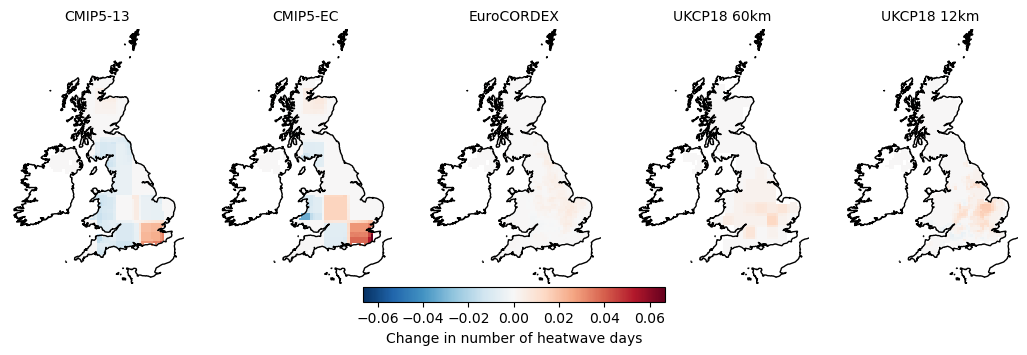 CMIP5-13 CMIP5-EC EuroCORDEX UKCP18 60km UKCP18 12km
−0.06 −0.04 −0.02 0.00 0.02 0.04 0.06
Change in number of heatwave days